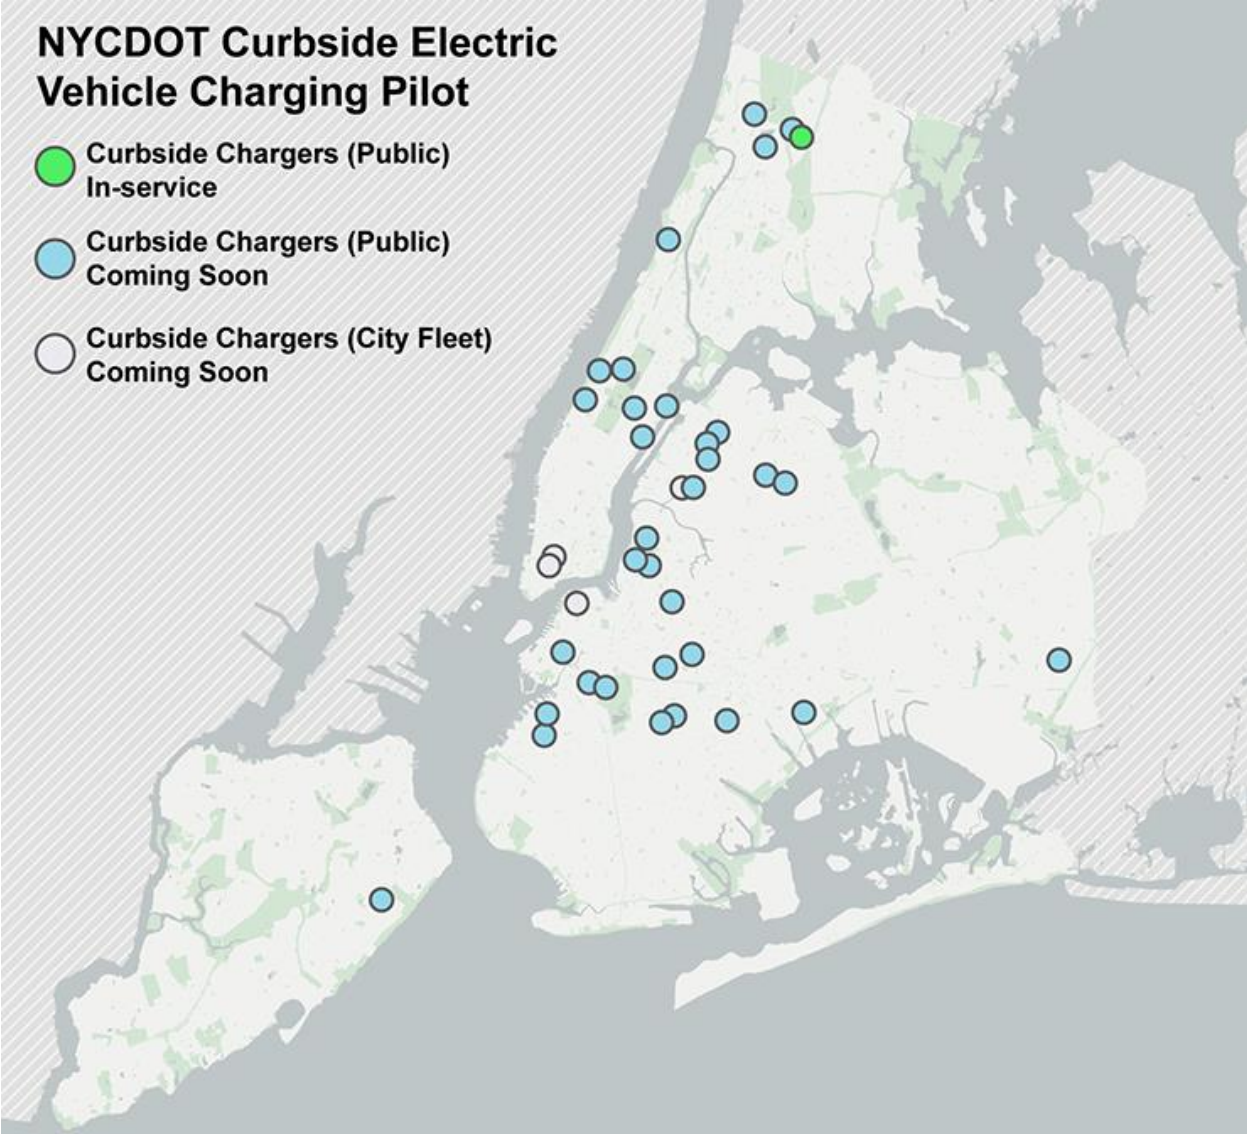 NYCDOT Curbside Electric
Vehicle Charging Pilot
Curbside Chargers (Public)
In-service
Curbside Chargers (Public)
Coming Soon
Curbside Chargers (City Fleet)
Coming Soon